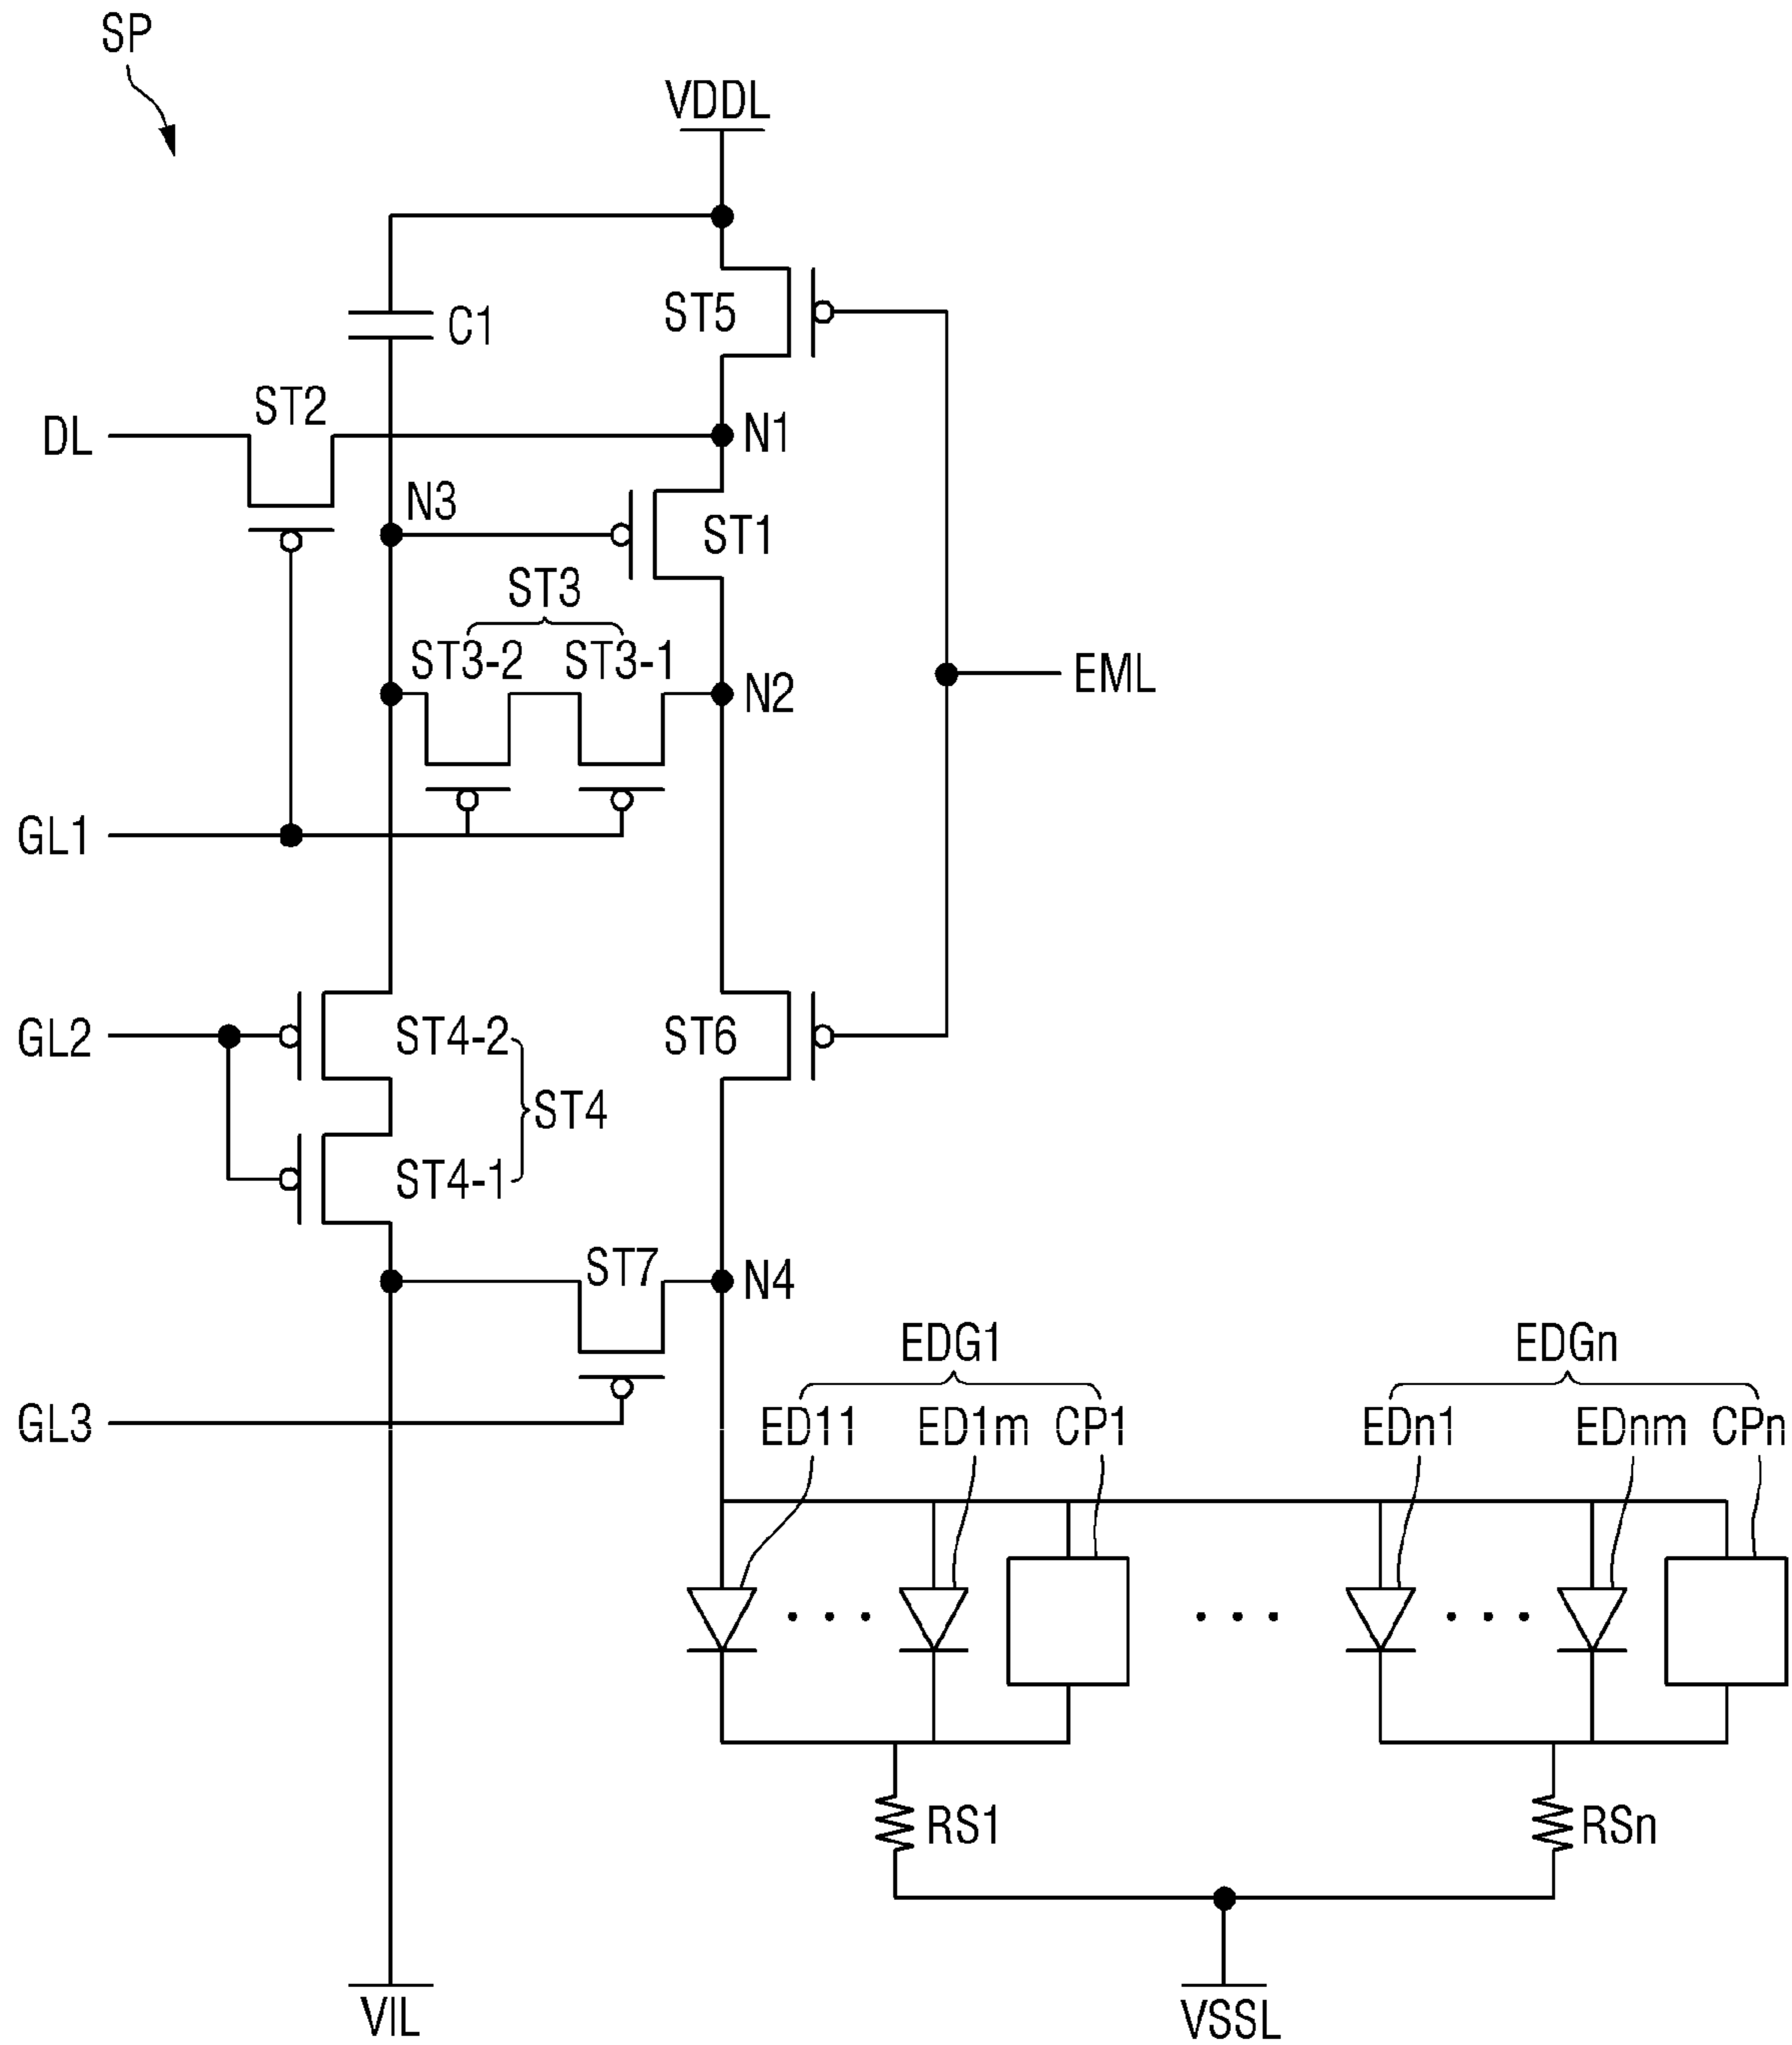 SP
VDDL
C1
ST5
ST2
DL
N1
N3
ST1
ST3
ST3-2
ST3-1
N2
EML
GL1
GL2
ST4-2
ST6
ST4
ST4-1
ST7
N4
EDG1
EDGn
GL3
ED11
ED1m
CP1
EDn1
EDnm
CPn
RS1
RSn
VIL
VSSL